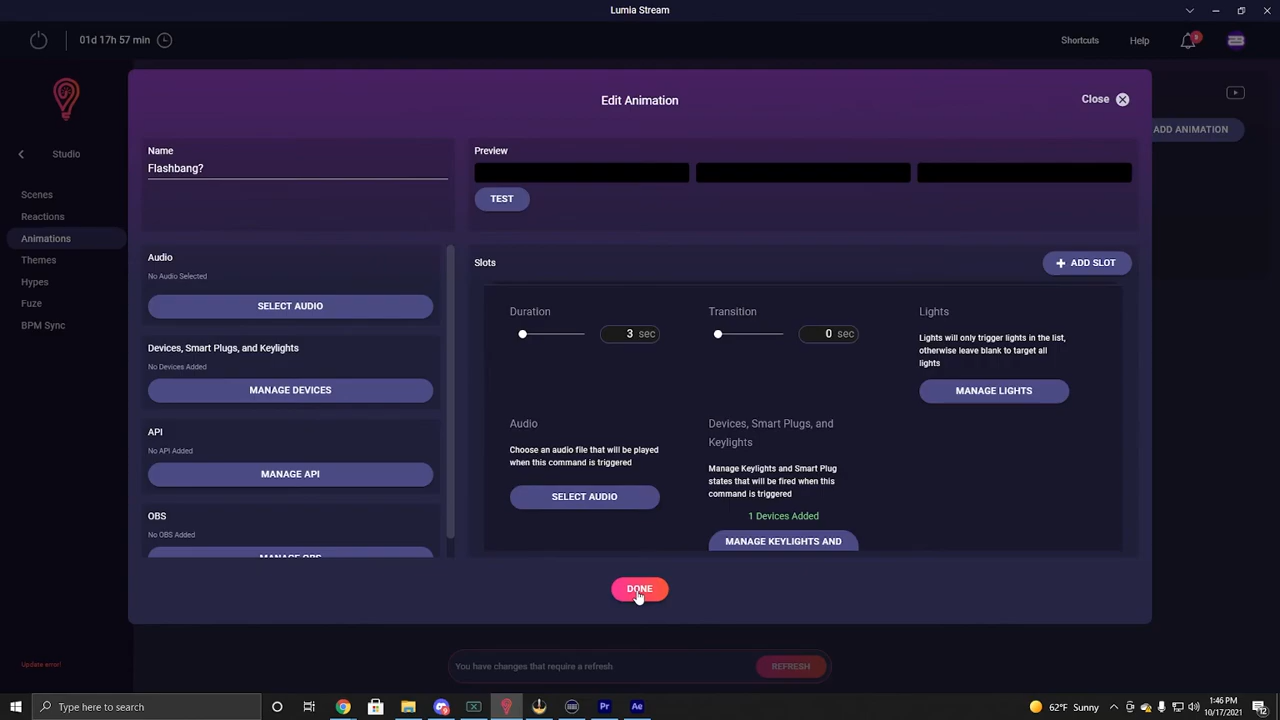 Lumia Stream
01d 17h 57 min
Shortcuts
Help
8
Edit Animation
Close
ADD ANIMATION
Studio
Scenes
Reactions
Animations
Themes
Hypes
Fuze
BPM Sync
Name
Flashbang?
Preview
TEST
Audio
No Audio Selected
SELECT AUDIO
Devices, Smart Plugs, and Keylights
No Devices Added
MANAGE DEVICES
API
No API Added
MANAGE API
OBS
No OBS Added
MANAGE OBS
Slots
ADD SLOT
Duration
3 sec
Transition
0 sec
Lights
Lights will only trigger lights in the list,
otherwise leave blank to target all
lights
MANAGE LIGHTS
Audio
Choose an audio file that will be played
when this command is triggered
SELECT AUDIO
Devices, Smart Plugs, and
Keylights
Manage Keylights and Smart Plug
states that will be fired when this
command is triggered
1 Devices Added
MANAGE KEYLIGHTS AND
DONE
Update error!
You have changes that require a refresh
REFRESH
Type here to search
Pr
Ae
62°F Sunny
1:46 PM
10/17/2021
12